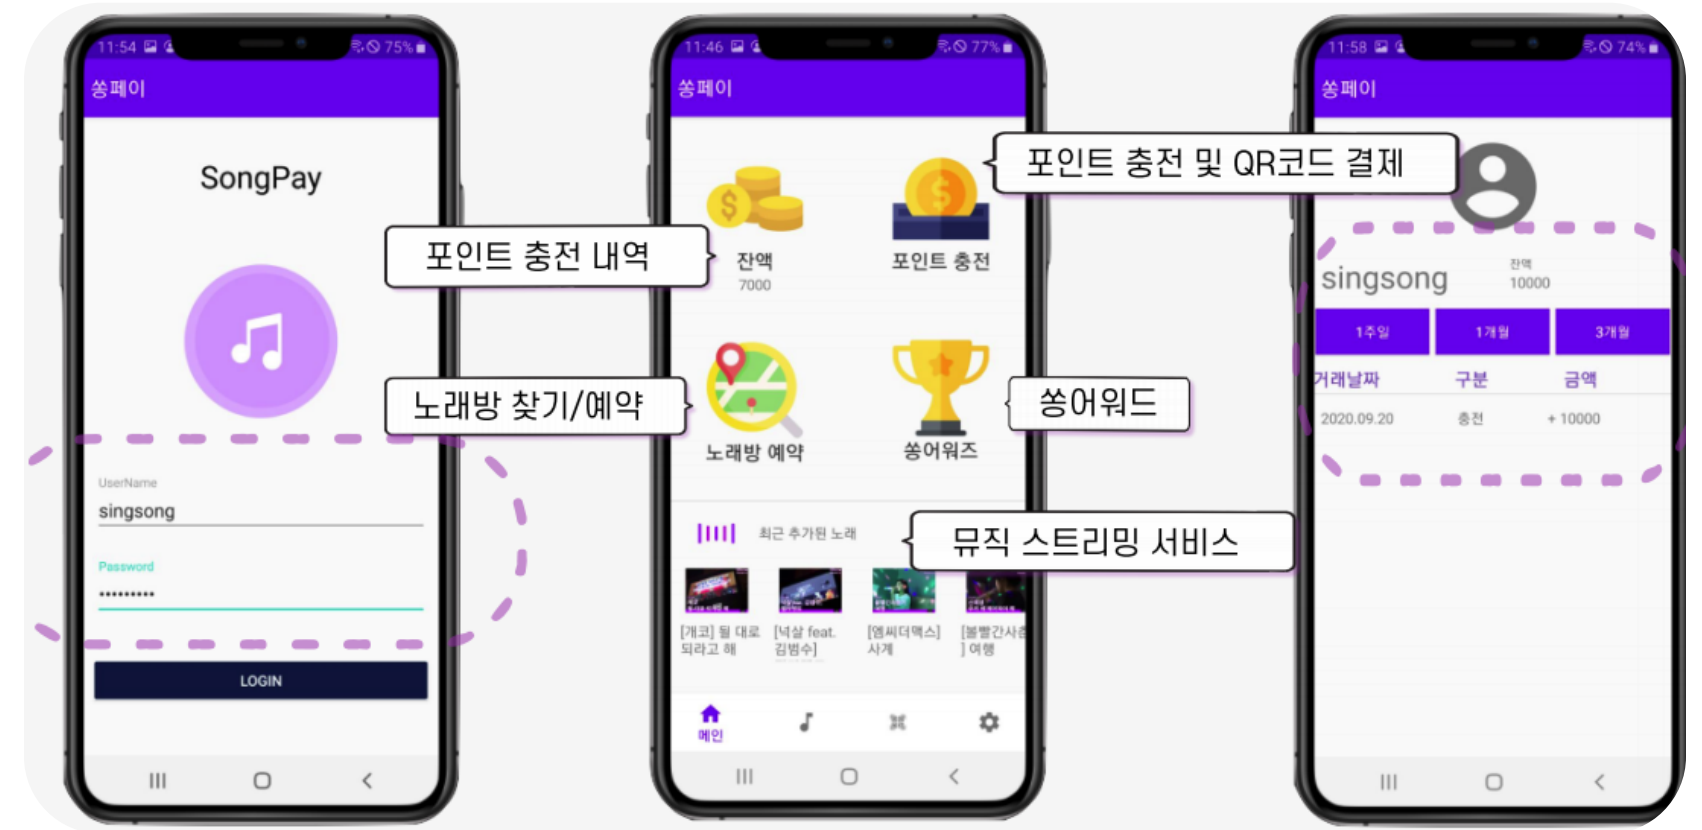 11:54
75%
쏭페이
SongPay
UserName
singsong
Password
•••••••••
LOGIN
11:46
77%
쏭페이
포인트 충전 및 QR코드 결제
포인트 충전 내역
잔액
7000
포인트 충전
노래방 찾기/예약
쏭어워드
노래방 예약
쏭어워즈
최근 추가된 노래
뮤직 스트리밍 서비스
[개코] 될 대로
되라고 해
[넉살 feat.
김범수]
[엠씨더맥스]
사계
[볼빨간사춘
] 여행
메인
11:58
74%
쏭페이
singsong
잔액
10000
1주일 1개월 3개월
거래날짜 구분 금액
2020.09.20 충전 + 10000